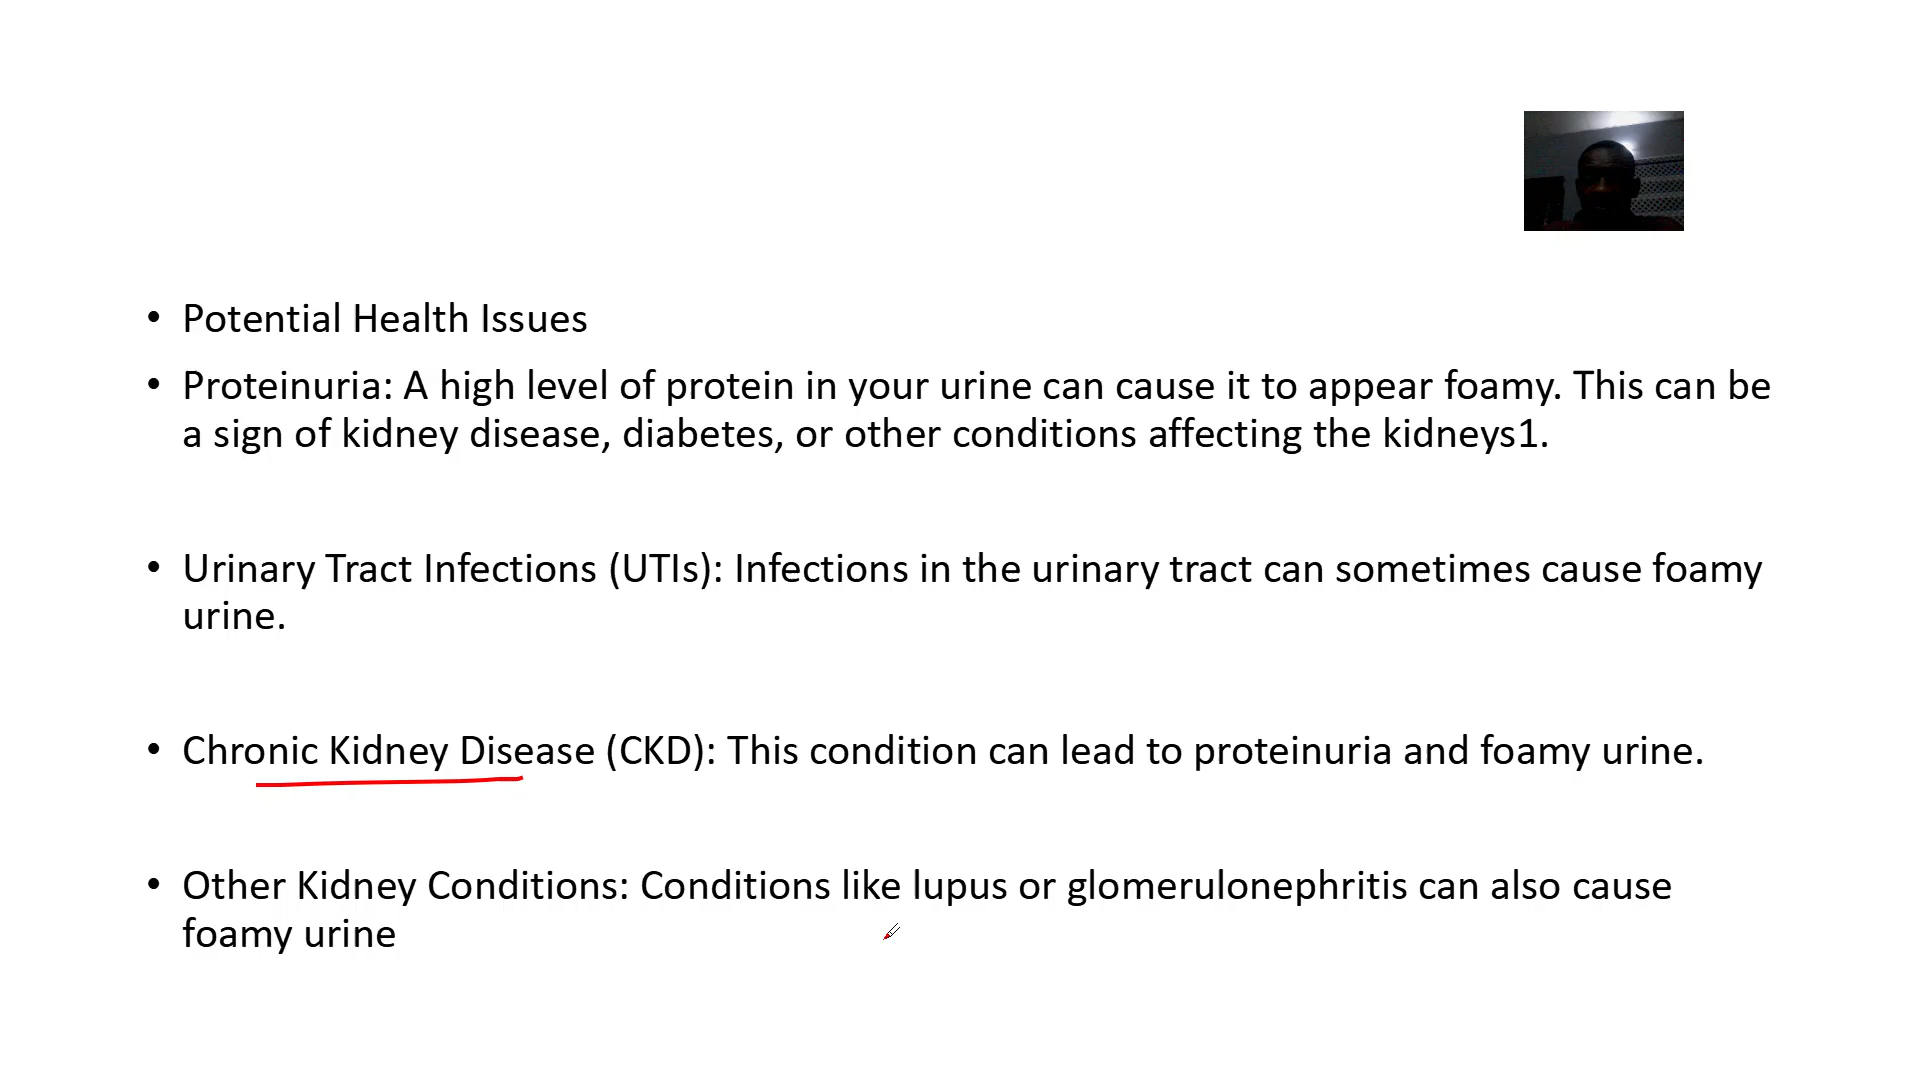 • Potential Health Issues
• Proteinuria: A high level of protein in your urine can cause it to appear foamy. This can be
a sign of kidney disease, diabetes, or other conditions affecting the kidneys1.
• Urinary Tract Infections (UTIs): Infections in the urinary tract can sometimes cause foamy
urine.
• Chronic Kidney Disease (CKD): This condition can lead to proteinuria and foamy urine.
• Other Kidney Conditions: Conditions like lupus or glomerulonephritis can also cause
foamy urine